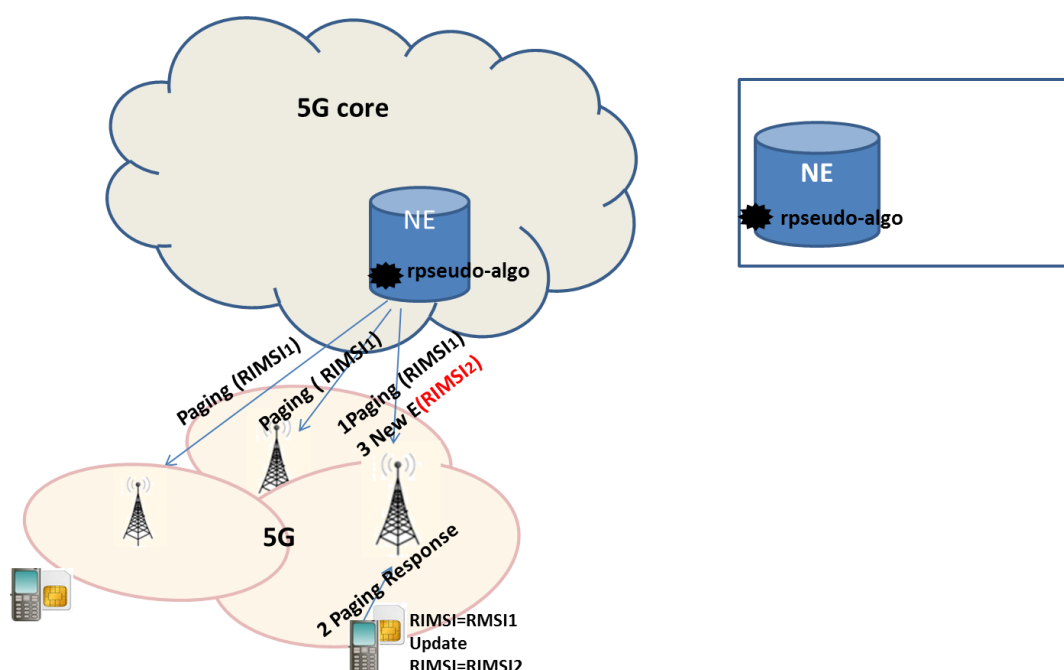 5G core
NE
rpseudo-algo
NE
rpseudo-algo
Paging (RIMSI1)
Paging ( RIMSI1)
1Paging (RIMSI1)
3 New E(RIMSI2)
5G
2 Paging Response
RIMSI=RMSI1
Update
RIMSI=RIMSI2